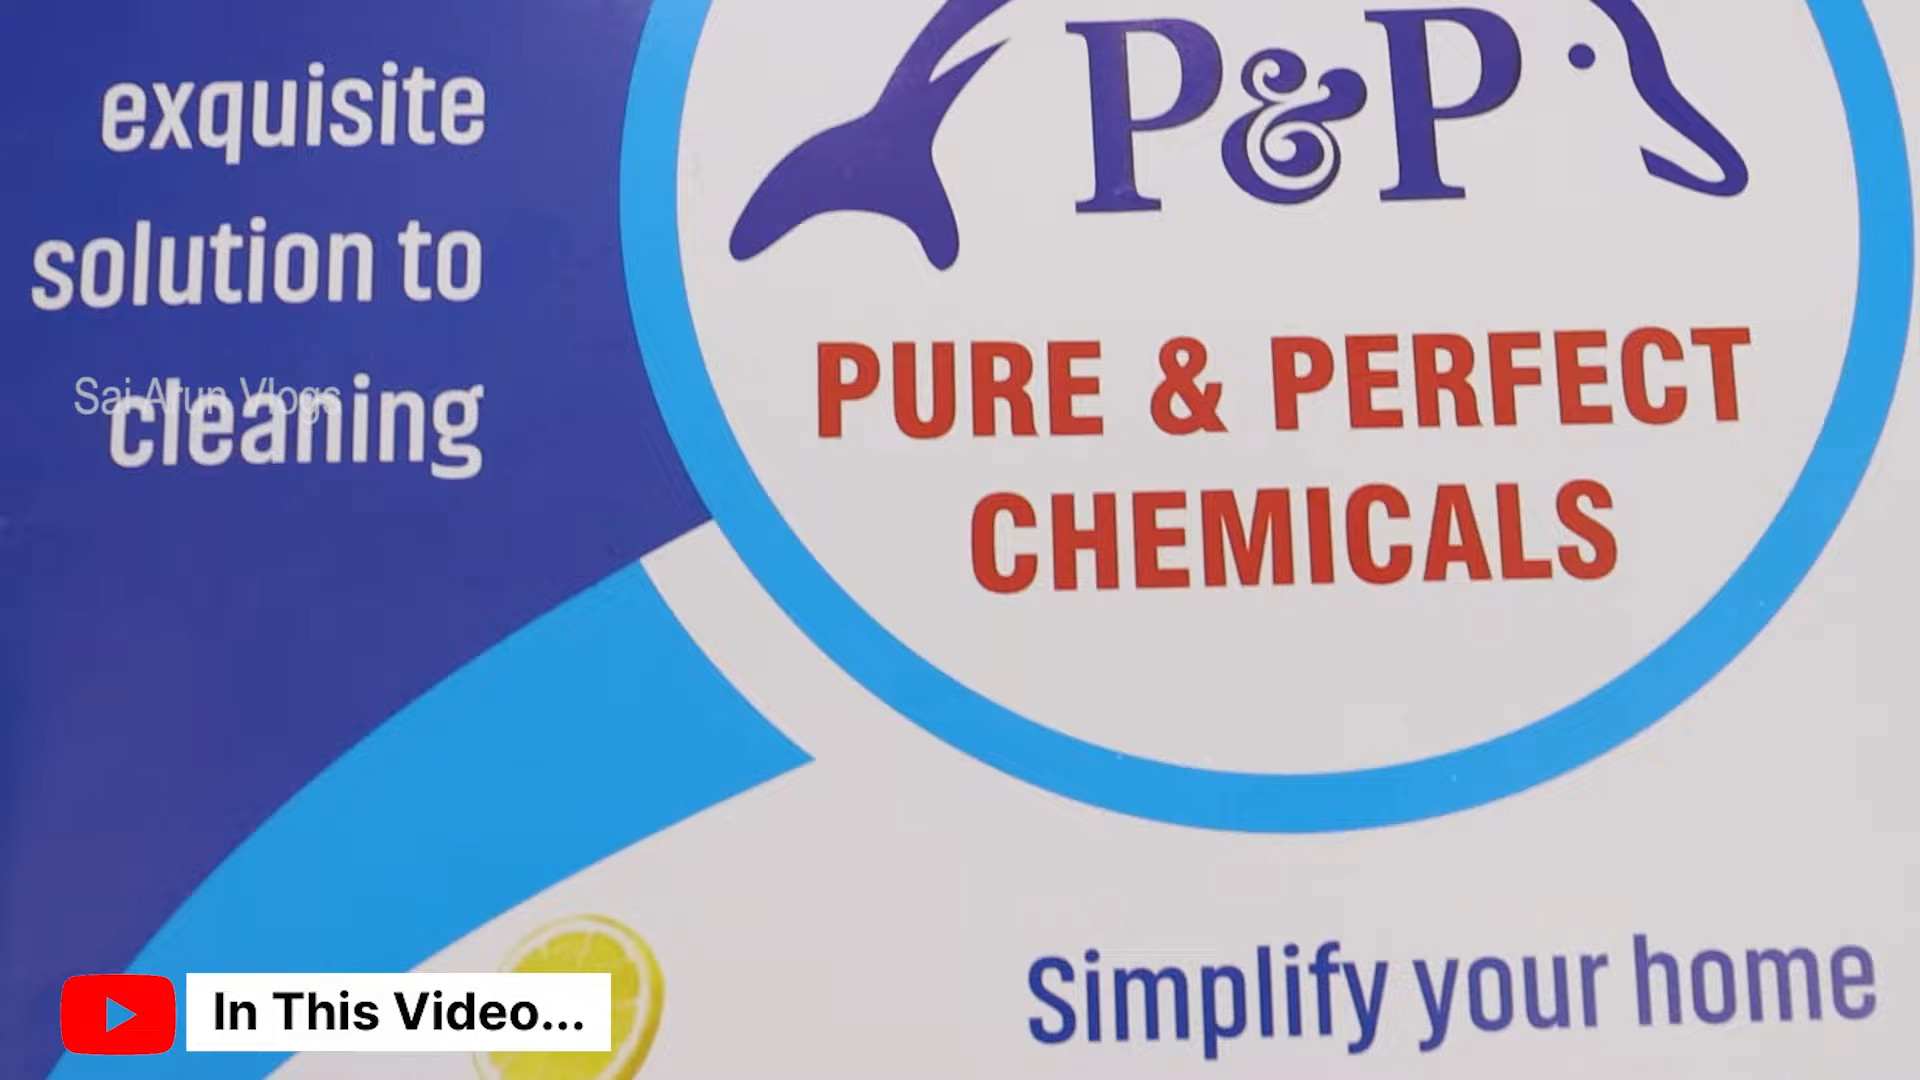 exquisite
solution to
cleaning
Sai Arun Vlogs
P&P
PURE & PERFECT
CHEMICALS
Simplify your home
In This Video...